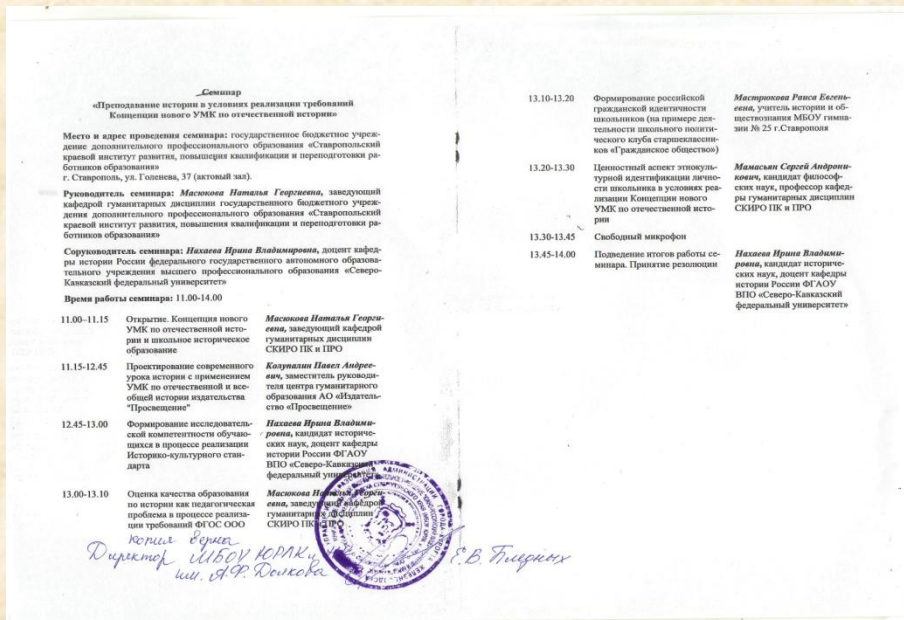 Семинар
«Преподавание истории в условиях реализации требований
Концепции нового УМК по отечественной истории»
Место и адрес проведения семинара: государственное бюджетное учреж-
дение дополнительного профессионального образования «Ставропольский
краевой институт развития, повышения квалификации и переподготовки ра-
ботников образования»
г. Ставрополь, ул. Голенева, 37 (актовый зал).
Руководитель семинара: Масюкова Наталья Георгиевна, заведующий
кафедрой гуманитарных дисциплин государственного бюджетного учреж-
дения дополнительного профессионального образования «Ставропольский
краевой институт развития, повышения квалификации и переподготовки ра-
ботников образования»
Соруководитель семинара: Нахаева Ирина Владимировна, доцент кафед-
ры истории России федерального государственного автономного образова-
тельного учреждения высшего профессионального образования «Северо-
Кавказский федеральный университет»
Время работы семинара: 11.00-14.00
11.00–11.15
Открытие. Концепция нового
УМК по отечественной исто-
рии и школьное историческое
образование
Масюкова Наталья Георги-
евна, заведующий кафедрой
гуманитарных дисциплин
СКИРО ПК и ПРО
11.15-12.45
Проектирование современного
урока истории с применением
УМК по отечественной и все-
общей истории издательства
"Просвещение"
Колупалин Павел Андрее-
вич, заместитель руководи-
теля центра гуманитарного
образования АО «Издатель-
ство «Просвещение»
12.45-13.00
Формирование исследователь-
ской компетентности обучаю-
щихся в процессе реализации
Историко-культурного стан-
дарта
Нахаева Ирина Владими-
ровна, кандидат историче-
ских наук, доцент кафедры
истории России ФГАОУ
ВПО «Северо-Кавказский
федеральный университет»
13.00-13.10
Оценка качества образования
по истории как педагогическая
проблема в процессе реализа-
ции требований ФГОС ООО
Масюкова Наталья Георги-
евна, заведующий кафедрой
гуманитарных дисциплин
СКИРО ПК и ПРО
копия верна
Директор МБОУ ЮРЛКи
им. А.Ф. Дьякова
Е.В. Бледных
13.10-13.20
Формирование российской
гражданской идентичности
школьников (на примере дея-
тельности школьного полити-
ческого клуба старшеклассни-
ков «Гражданское общество»)
Мастрюкова Раиса Евгень-
евна, учитель истории и об-
ществознания МБОУ гимна-
зии № 25 г.Ставрополя
13.20-13.30
Ценностный аспект этнокуль-
турной идентификации лично-
сти школьника в условиях реа-
лизации Концепции нового
УМК по отечественной исто-
рии
Мамасьян Сергей Андрони-
кович, кандидат философ-
ских наук, профессор кафед-
ры гуманитарных дисциплин
СКИРО ПК и ПРО
13.30-13.45
Свободный микрофон
13.45-14.00
Подведение итогов работы се-
минара. Принятие резолюции
Нахаева Ирина Владими-
ровна, кандидат историче-
ских наук, доцент кафедры
истории России ФГАОУ
ВПО «Северо-Кавказский
федеральный университет»